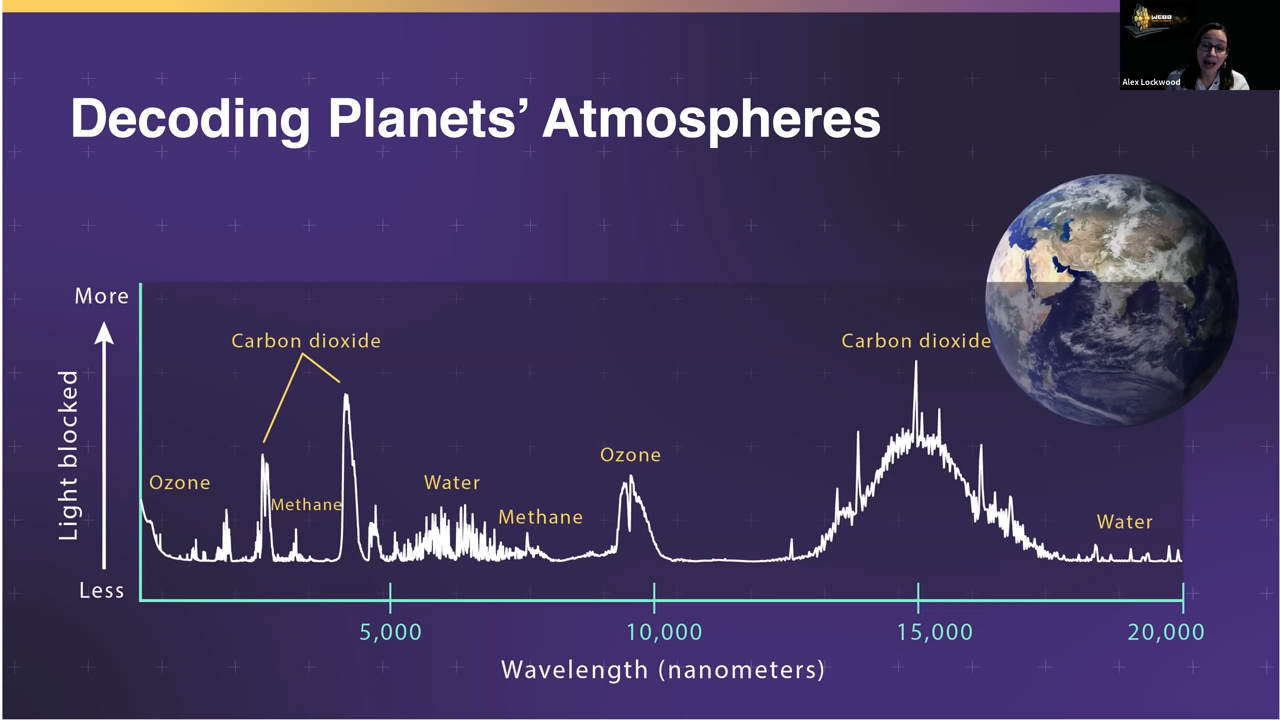 WEBB
Alex Lockwood
Decoding Planets’ Atmospheres
More
Light blocked
Less
Carbon dioxide
Carbon dioxide
Ozone
Methane
Water
Methane
Ozone
Water
5,000
10,000
15,000
20,000
Wavelength (nanometers)